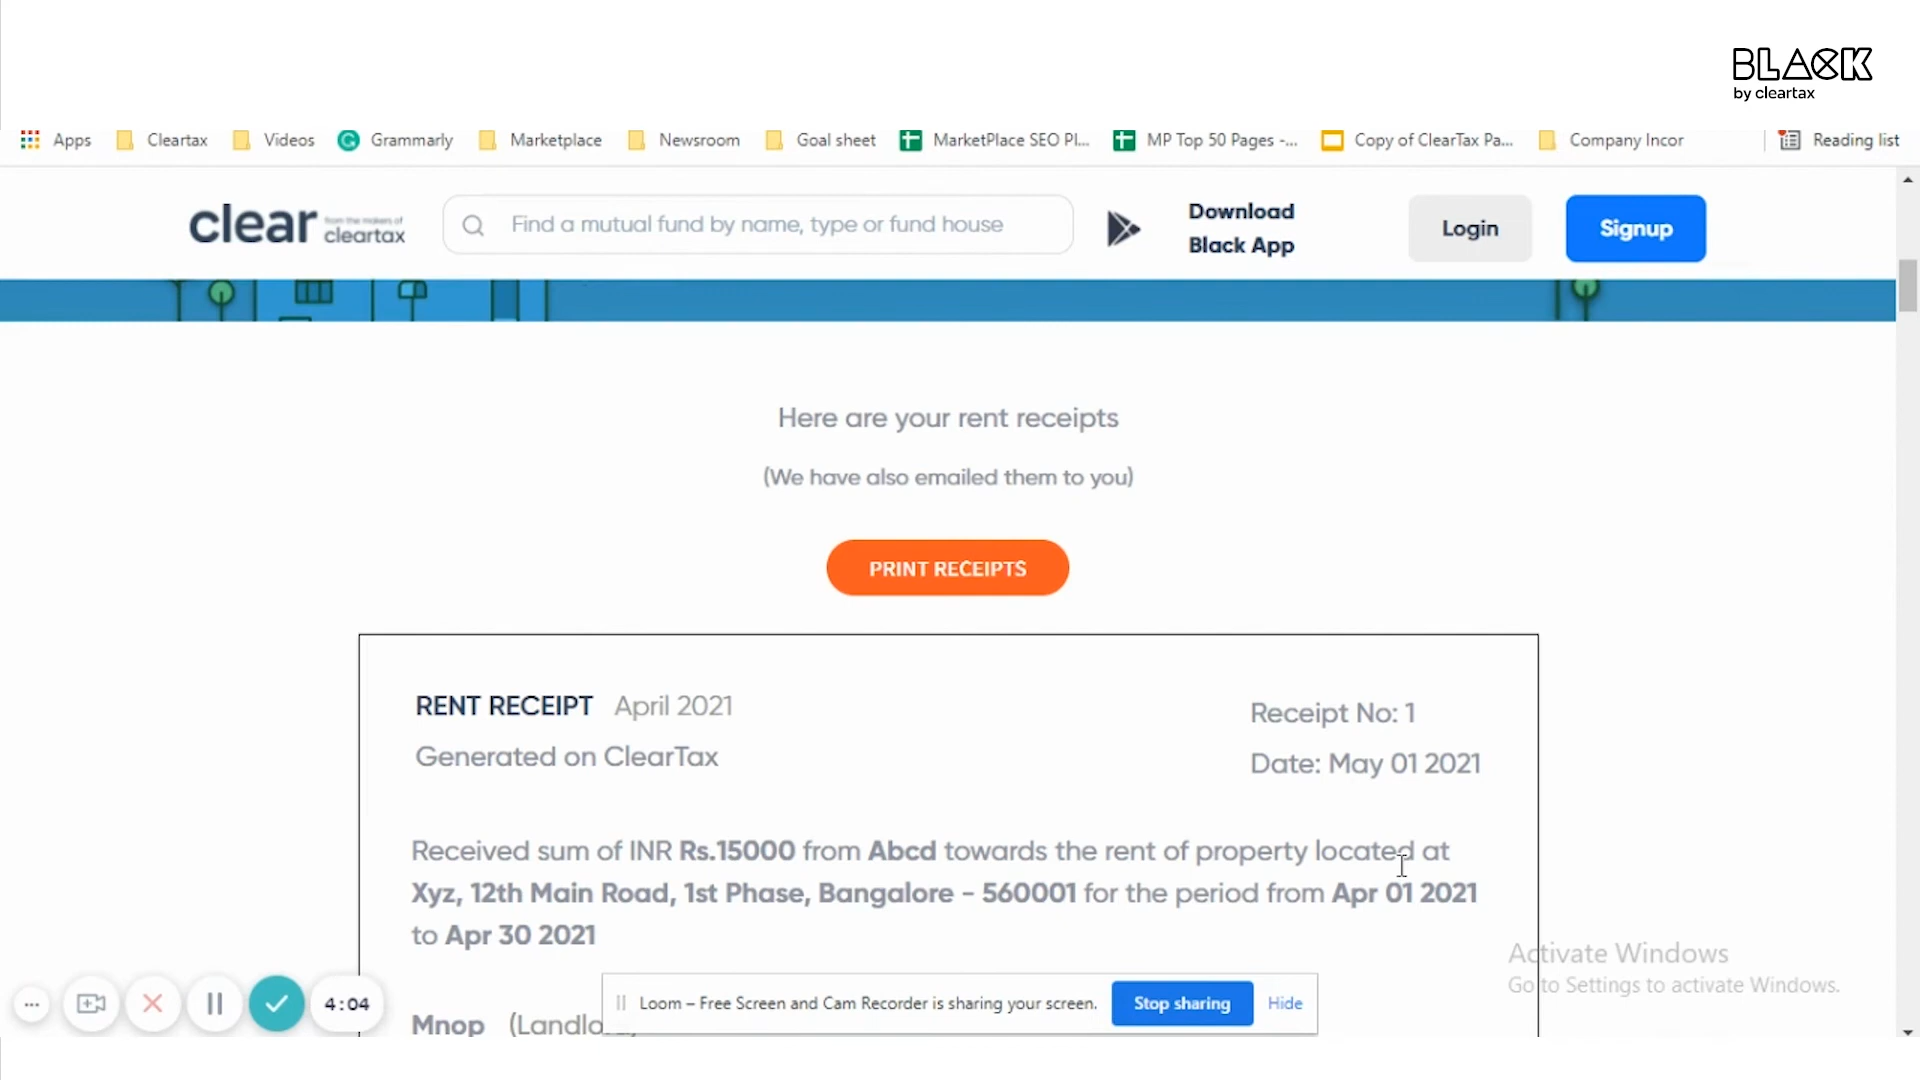 BLACK
by cleartax
Apps Cleartax Videos Grammarly Marketplace Newsroom Goal sheet MarketPlace SEO Pl... MP Top 50 Pages -... Copy of ClearTax Pa... Company Incor Reading list
clear from the makers of cleartax
Find a mutual fund by name, type or fund house
Download
Black App
Login
Signup
Here are your rent receipts
(We have also emailed them to you)
PRINT RECEIPTS
RENT RECEIPT April 2021
Receipt No: 1
Generated on ClearTax
Date: May 01 2021
Received sum of INR Rs.15000 from Abcd towards the rent of property located at
Xyz, 12th Main Road, 1st Phase, Bangalore - 560001 for the period from Apr 01 2021
to Apr 30 2021
Activate Windows
Go to Settings to activate Windows.
4:04
Loom – Free Screen and Cam Recorder is sharing your screen.
Stop sharing
Hide
Mnop